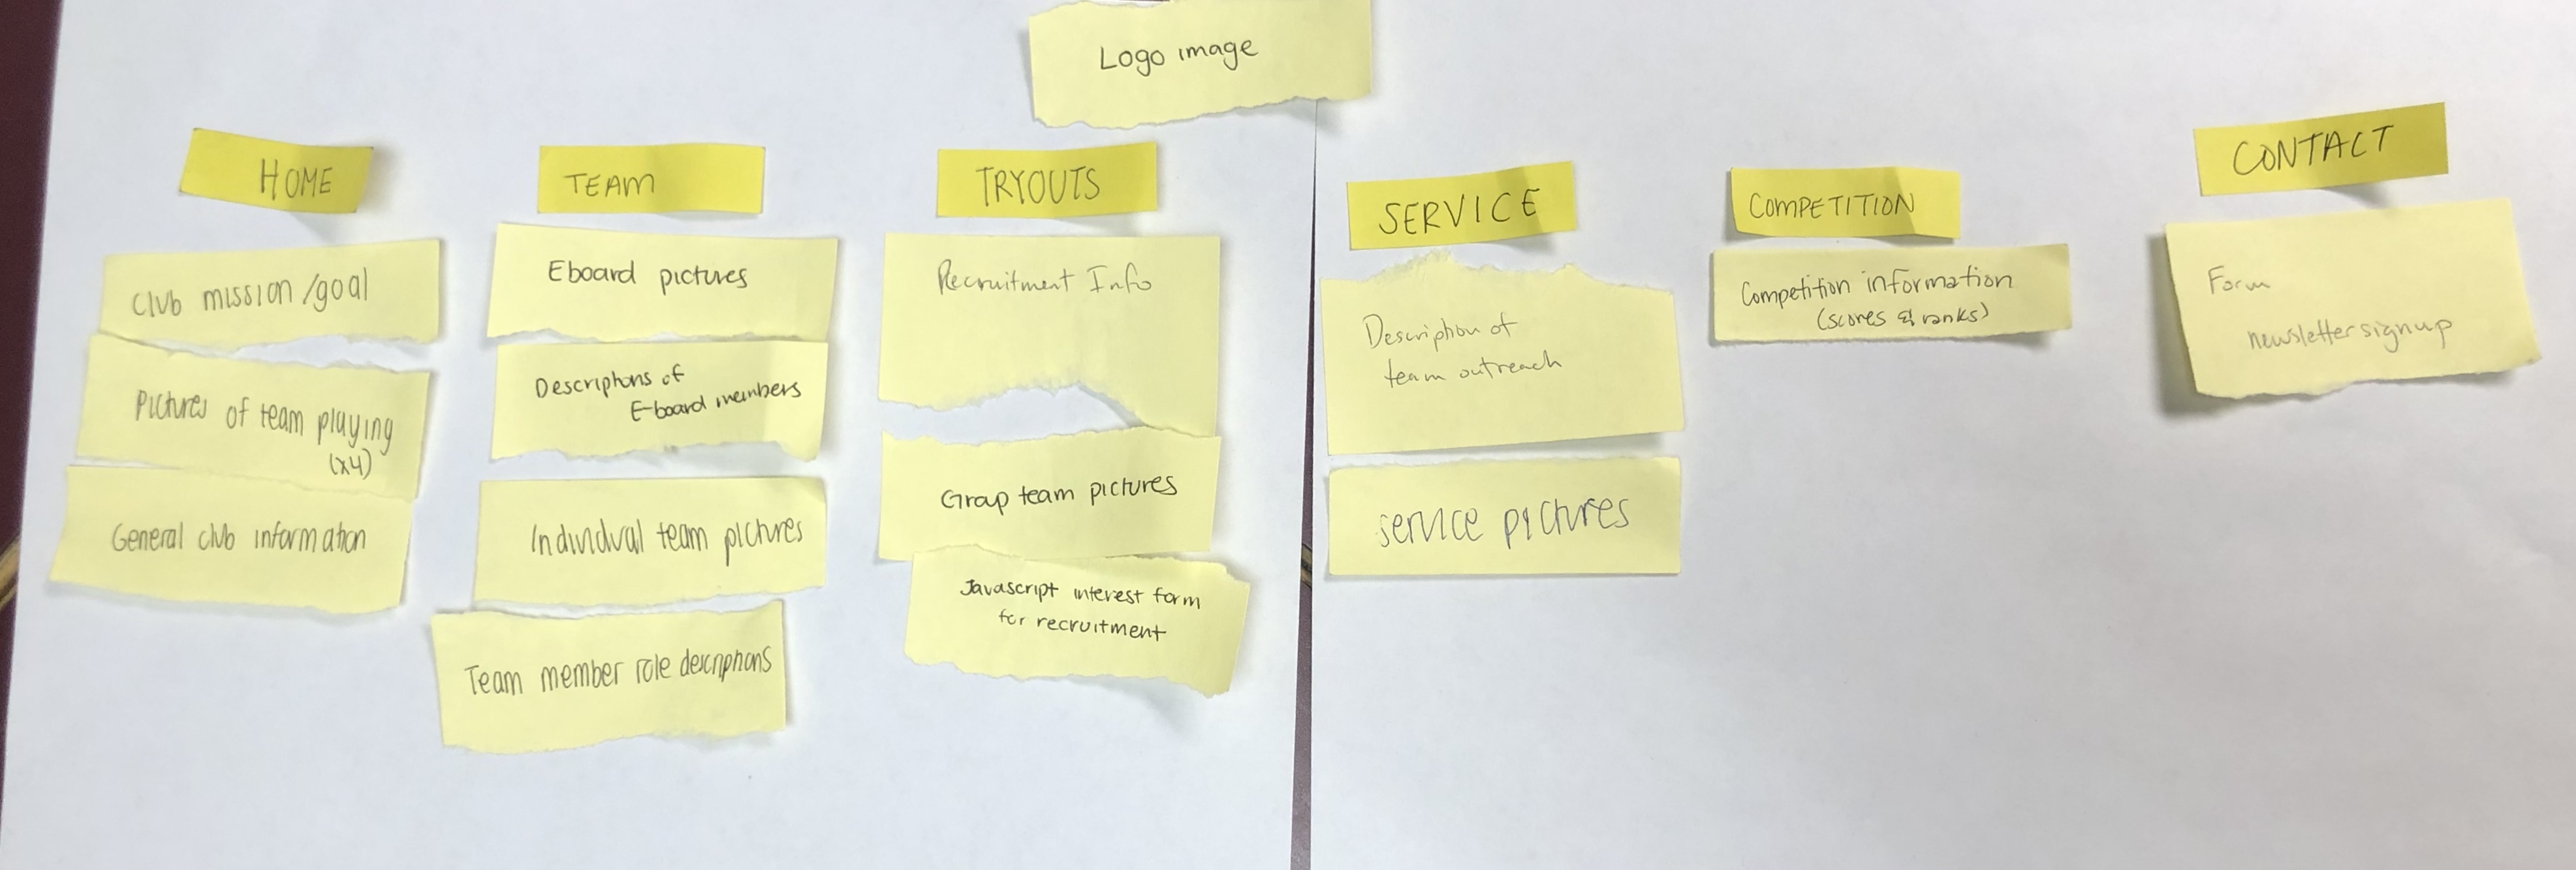 Logo image
HOME
Club mission/goal
Pictures of team playing
(x4)
General club information
TEAM
Eboard pictures
Descriptions of
E-board members
Individual team pictures
Team member role descriptions
TRYOUTS
Recruitment Info
Group team pictures
Javascript interest form
for recruitment
SERVICE
Description of
team outreach
service pictures
COMPETITION
Competition information
(scores & ranks)
CONTACT
Form
newsletter signup